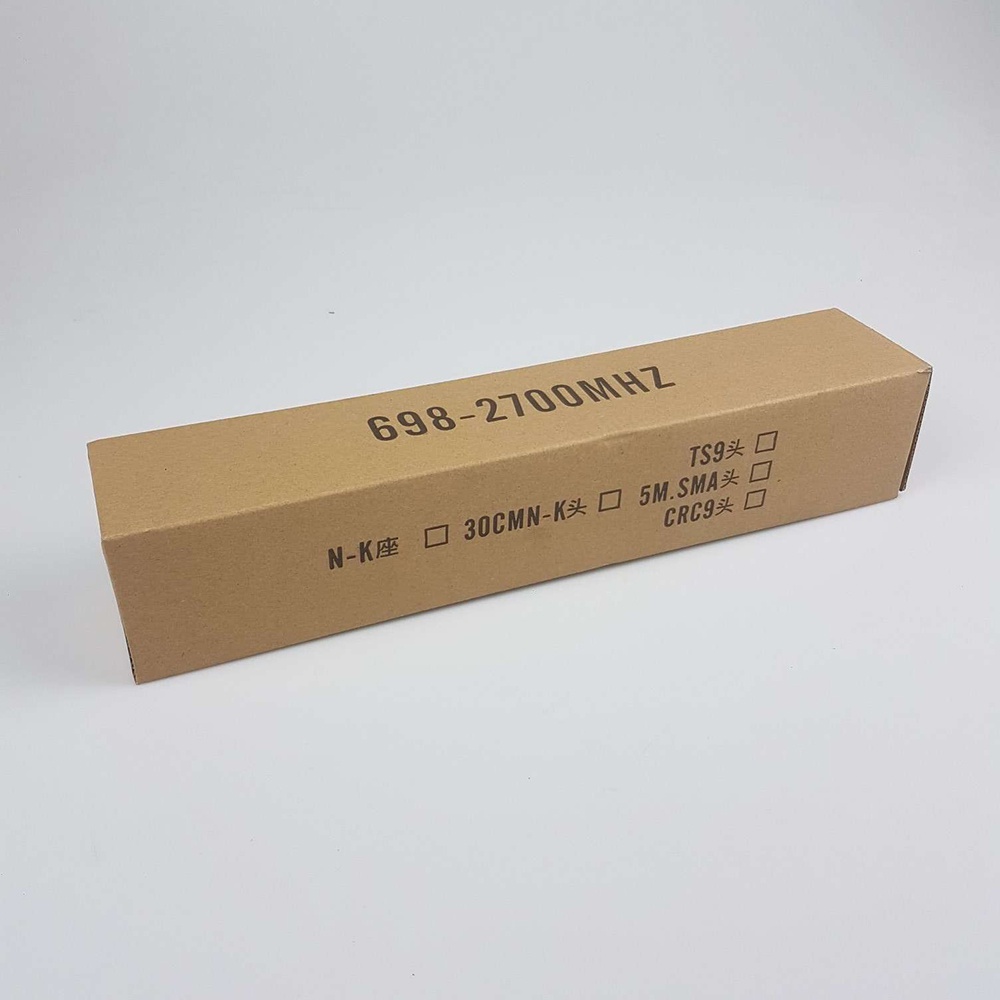 698-2700MHZ
TS9头 □
N-K座 □ 30CMN-K头 □ 5M.SMA头 □
CRC9头 □